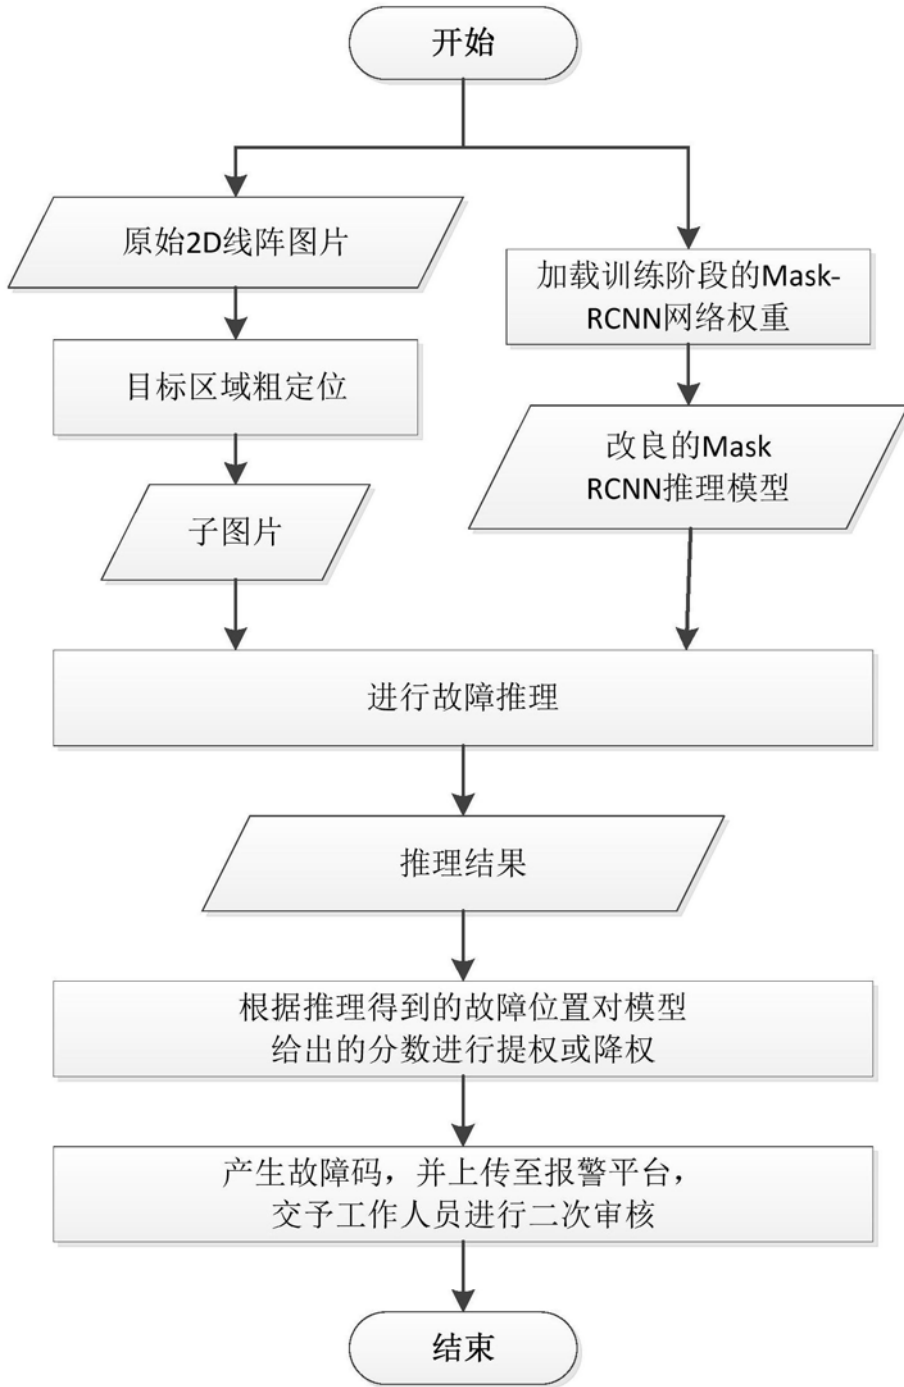 开始
原始2D线阵图片
加载训练阶段的Mask-
RCNN网络权重
目标区域粗定位
改良的Mask
RCNN推理模型
子图片
进行故障推理
推理结果
根据推理得到的故障位置对模型
给出的分数进行提权或降权
产生故障码，并上传至报警平台，
交予工作人员进行二次审核
结束